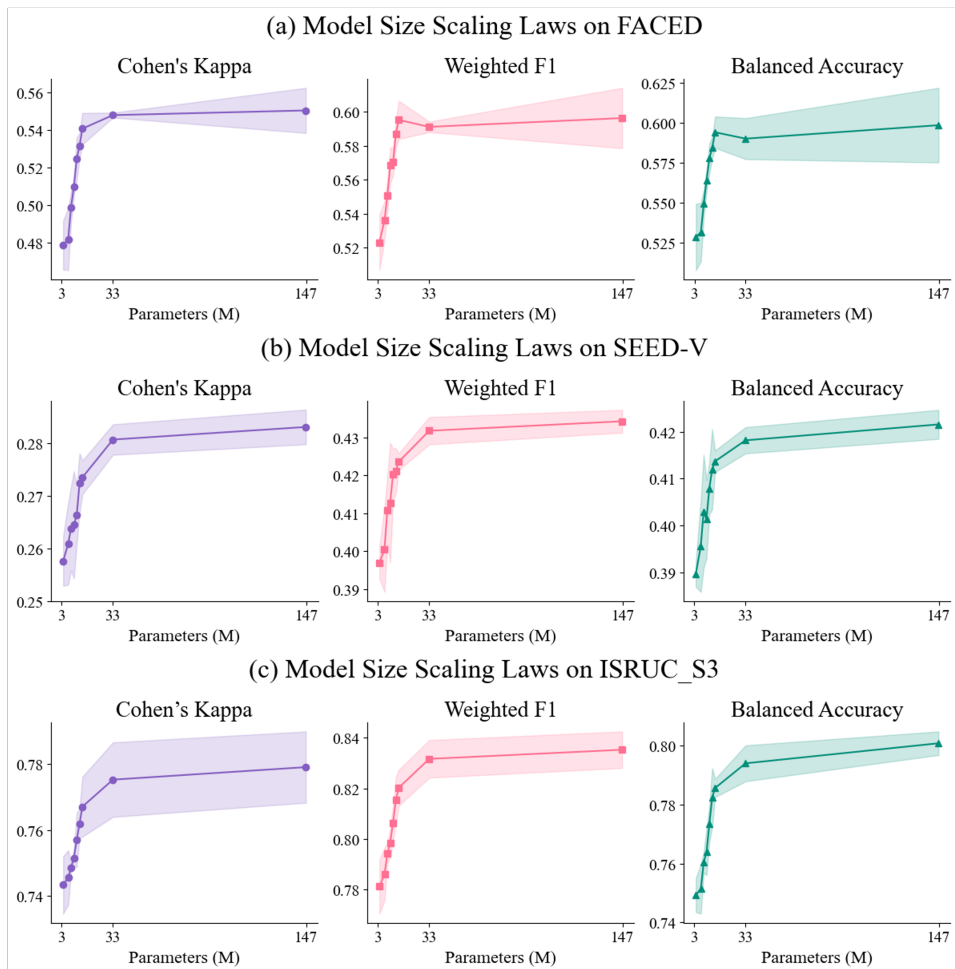 (a) Model Size Scaling Laws on FACED
Cohen's Kappa Weighted F1 Balanced Accuracy
0.56
0.54
0.52
0.50
0.48
3 33 147
Parameters (M)
0.60
0.58
0.56
0.54
0.52
3 33 147
Parameters (M)
0.625
0.600
0.575
0.550
0.525
3 33 147
Parameters (M)
(b) Model Size Scaling Laws on SEED-V
Cohen's Kappa Weighted F1 Balanced Accuracy
0.28
0.27
0.26
0.25
3 33 147
Parameters (M)
0.43
0.42
0.41
0.40
0.39
3 33 147
Parameters (M)
0.42
0.41
0.40
0.39
3 33 147
Parameters (M)
(c) Model Size Scaling Laws on ISRUC_S3
Cohen’s Kappa Weighted F1 Balanced Accuracy
0.78
0.76
0.74
3 33 147
Parameters (M)
0.84
0.82
0.80
0.78
3 33 147
Parameters (M)
0.80
0.78
0.76
0.74
3 33 147
Parameters (M)